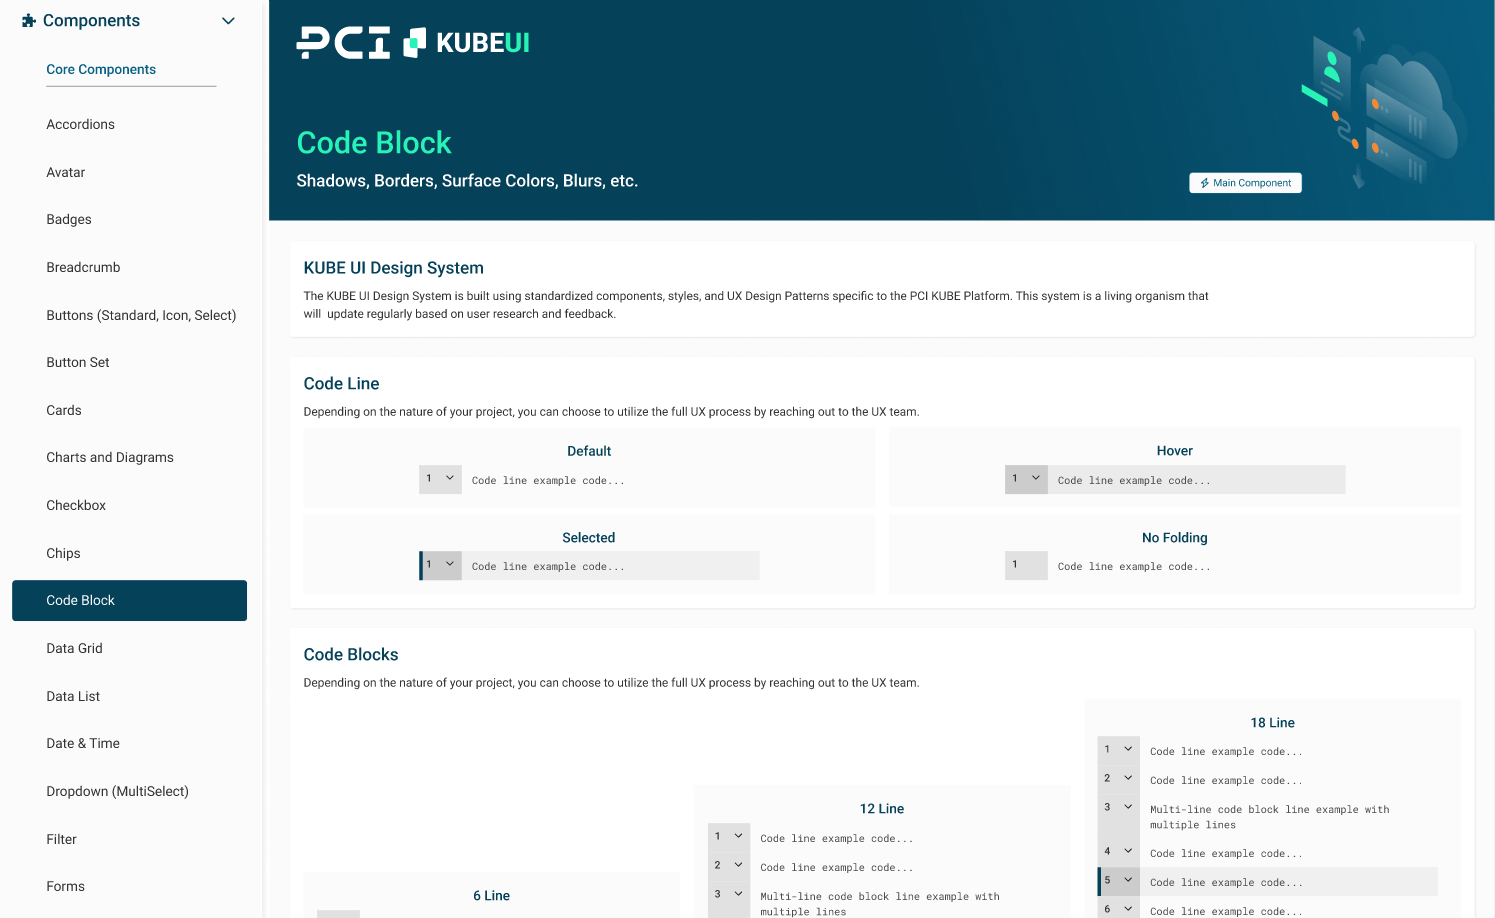 Components
Core Components
Accordions
Avatar
Badges
Breadcrumb
Buttons (Standard, Icon, Select)
Button Set
Cards
Charts and Diagrams
Checkbox
Chips
Code Block
Data Grid
Data List
Date & Time
Dropdown (MultiSelect)
Filter
Forms
PCI KUBEUI
Code Block
Shadows, Borders, Surface Colors, Blurs, etc.
Main Component
KUBE UI Design System
The KUBE UI Design System is built using standardized components, styles, and UX Design Patterns specific to the PCI KUBE Platform. This system is a living organism that
will update regularly based on user research and feedback.
Code Line
Depending on the nature of your project, you can choose to utilize the full UX process by reaching out to the UX team.
Default
1 Code line example code...
Hover
1 Code line example code...
Selected
1 Code line example code...
No Folding
1 Code line example code...
Code Blocks
Depending on the nature of your project, you can choose to utilize the full UX process by reaching out to the UX team.
6 Line
12 Line
1 Code line example code...
2 Code line example code...
3 Multi-line code block line example with
multiple lines
18 Line
1 Code line example code...
2 Code line example code...
3 Multi-line code block line example with
multiple lines
4 Code line example code...
5 Code line example code...
6 Code line example code...